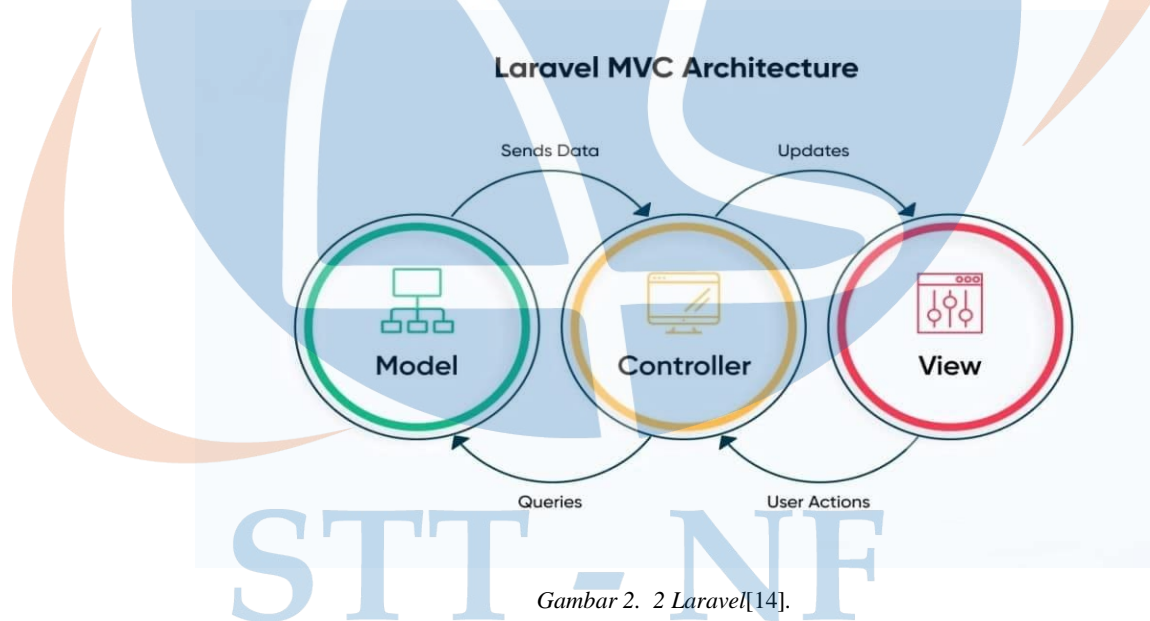 Laravel MVC Architecture
Sends Data
Updates
Model
Controller
View
Queries
User Actions
STT - NF
Gambar 2. 2 Laravel[14].